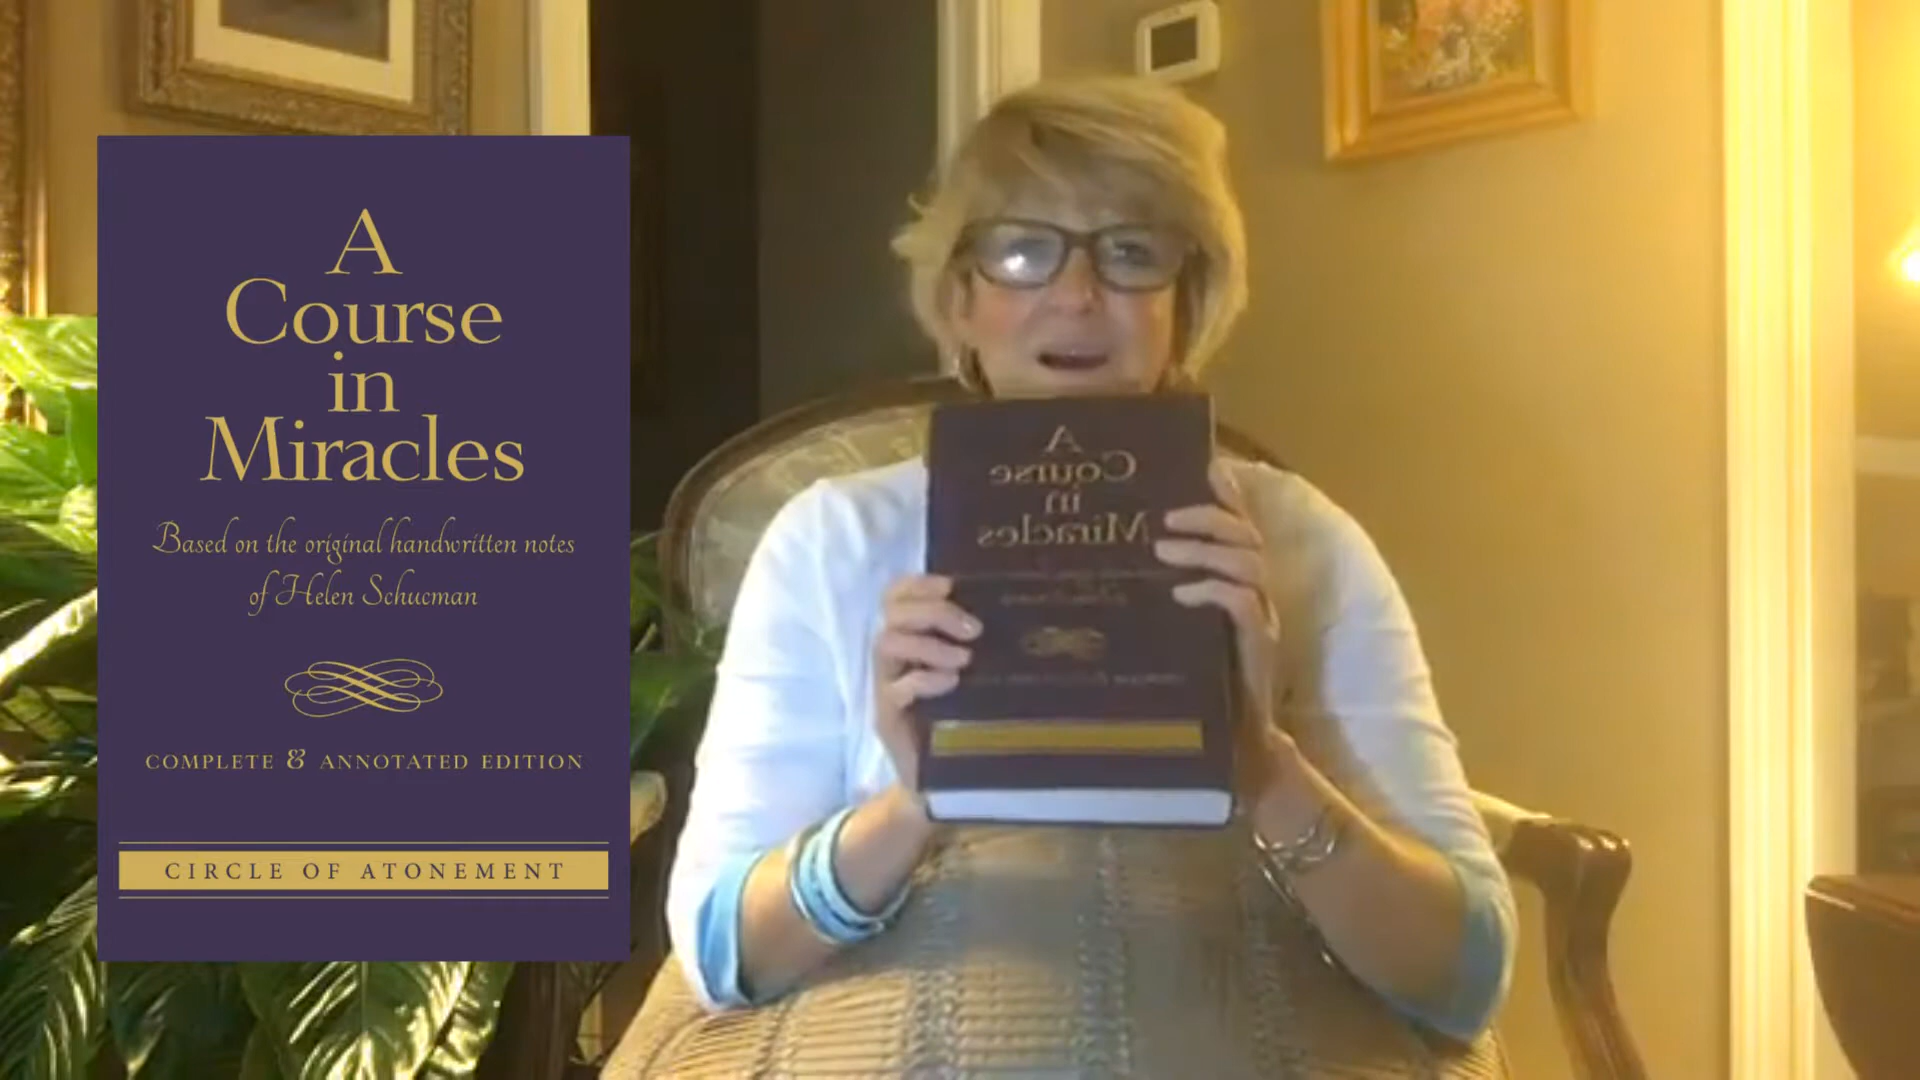 A
Course
in
Miracles
Based on the original handwritten notes
of Helen Schucman
COMPLETE & ANNOTATED EDITION
CIRCLE OF ATONEMENT
A
Course
in
Miracles